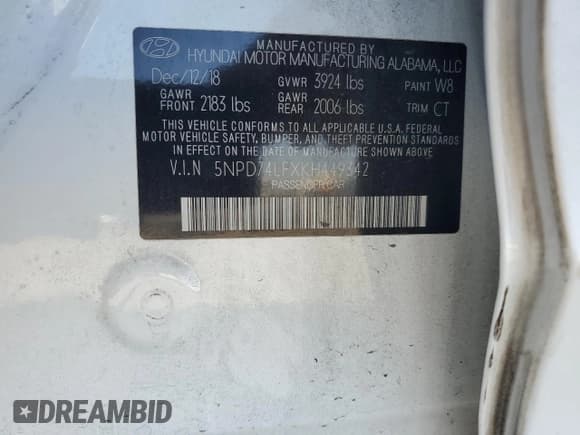 MANUFACTURED BY
HYUNDAI MOTOR MANUFACTURING ALABAMA, LLC
Dec/12/18 GVWR 3924 lbs PAINT W8
GAWR FRONT 2183 lbs GAWR REAR 2006 lbs TRIM CT
THIS VEHICLE CONFORMS TO ALL APPLICABLE U.S.A. FEDERAL
MOTOR VEHICLE SAFETY, BUMPER, AND THEFT PREVENTION STANDARDS
IN EFFECT ON THE DATE OF MANUFACTURE SHOWN ABOVE.
V.I.N 5NPD74LFXKH449342
PASSENGER CAR
DREAMBID